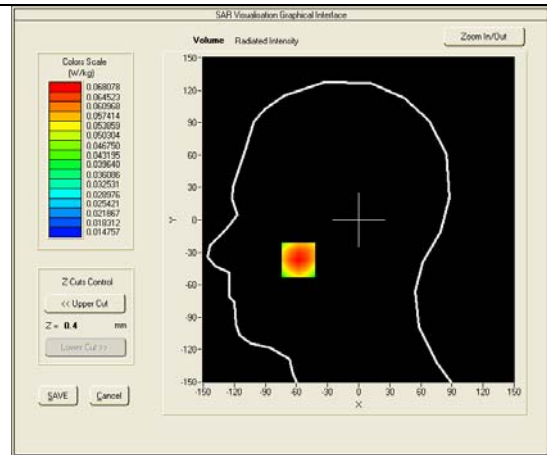 SAR Visualisation Graphical Interface
Volume Radiated Intensity
Zoom In/Out
Colors Scale
(W/kg)
0.068078
0.064523
0.060968
0.057414
0.053859
0.050304
0.046750
0.043195
0.039640
0.036086
0.032531
0.028976
0.025421
0.021867
0.018312
0.014757
Z Cuts Control
<< Upper Cut
Z = 0.4 mm
Lower Cut >>
SAVE Cancel
150
120
90
60
30
0
-30
-60
-90
-120
-150
Y
-150 -120 -90 -60 -30 0 30 60 90 120 150
X